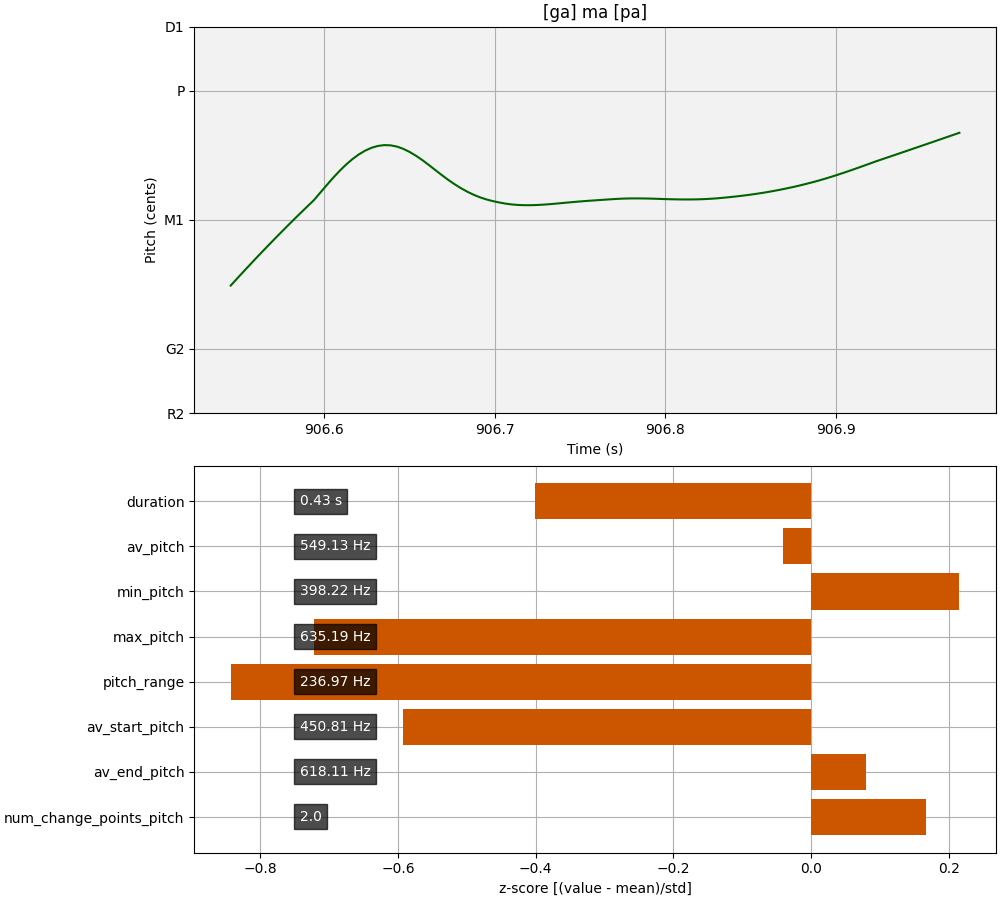 [ga] ma [pa]
D1
P
M1
G2
R2
Pitch (cents)
906.6 906.7 906.8 906.9
Time (s)
duration 0.43 s
av_pitch 549.13 Hz
min_pitch 398.22 Hz
max_pitch 635.19 Hz
pitch_range 236.97 Hz
av_start_pitch 450.81 Hz
av_end_pitch 618.11 Hz
num_change_points_pitch 2.0
−0.8 −0.6 −0.4 −0.2 0.0 0.2
z-score [(value - mean)/std]